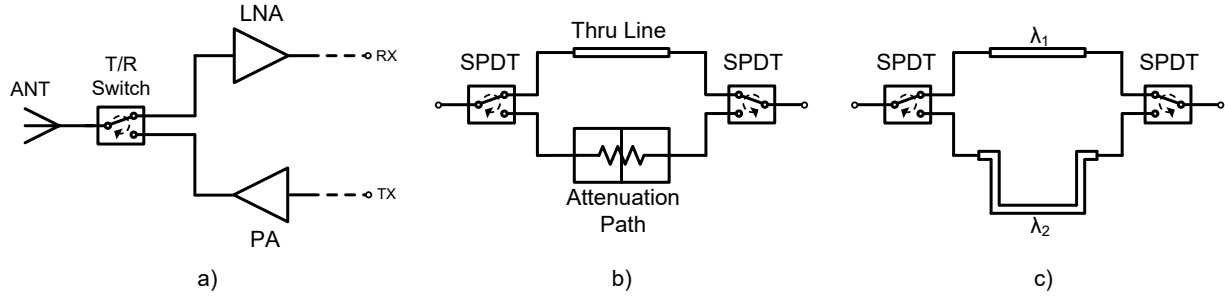 LNA
T/R
Switch
ANT
RX
TX
PA
a)
Thru Line
SPDT
SPDT
Attenuation
Path
b)
λ1
SPDT
SPDT
λ2
c)